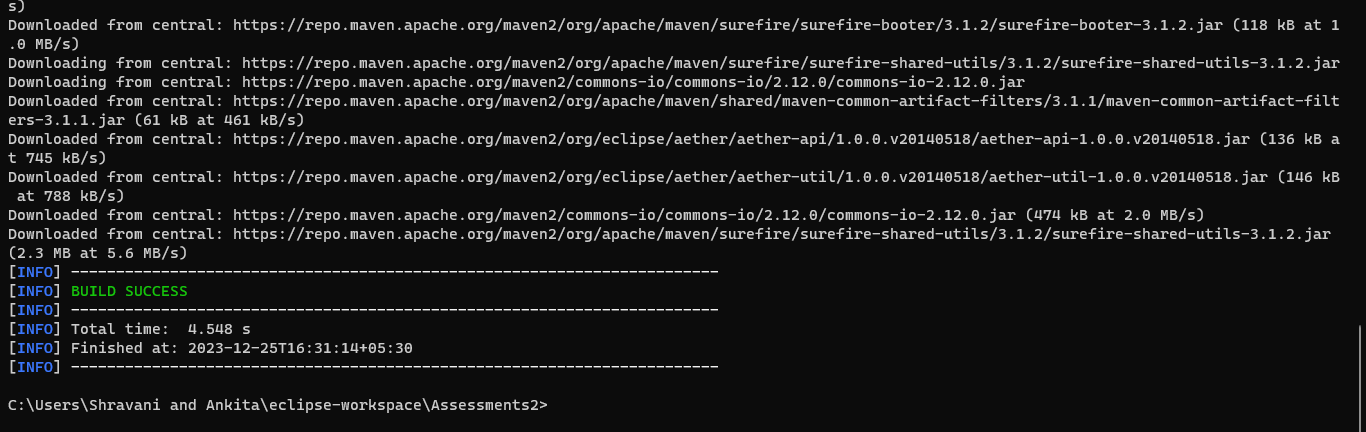 s)
Downloaded from central: https://repo.maven.apache.org/maven2/org/apache/maven/surefire/surefire-booter/3.1.2/surefire-booter-3.1.2.jar (118 kB at 1
.0 MB/s)
Downloading from central: https://repo.maven.apache.org/maven2/org/apache/maven/surefire/surefire-shared-utils/3.1.2/surefire-shared-utils-3.1.2.jar
Downloading from central: https://repo.maven.apache.org/maven2/commons-io/commons-io/2.12.0/commons-io-2.12.0.jar
Downloaded from central: https://repo.maven.apache.org/maven2/org/apache/maven/shared/maven-common-artifact-filters/3.1.1/maven-common-artifact-filt
ers-3.1.1.jar (61 kB at 461 kB/s)
Downloaded from central: https://repo.maven.apache.org/maven2/org/eclipse/aether/aether-api/1.0.0.v20140518/aether-api-1.0.0.v20140518.jar (136 kB a
t 745 kB/s)
Downloaded from central: https://repo.maven.apache.org/maven2/org/eclipse/aether/aether-util/1.0.0.v20140518/aether-util-1.0.0.v20140518.jar (146 kB
 at 788 kB/s)
Downloaded from central: https://repo.maven.apache.org/maven2/commons-io/commons-io/2.12.0/commons-io-2.12.0.jar (474 kB at 2.0 MB/s)
Downloaded from central: https://repo.maven.apache.org/maven2/org/apache/maven/surefire/surefire-shared-utils/3.1.2/surefire-shared-utils-3.1.2.jar
(2.3 MB at 5.6 MB/s)
[INFO] ------------------------------------------------------------------------
[INFO] BUILD SUCCESS
[INFO] ------------------------------------------------------------------------
[INFO] Total time:  4.548 s
[INFO] Finished at: 2023-12-25T16:31:14+05:30
[INFO] ------------------------------------------------------------------------
C:\Users\Shravani and Ankita\eclipse-workspace\Assessments2>